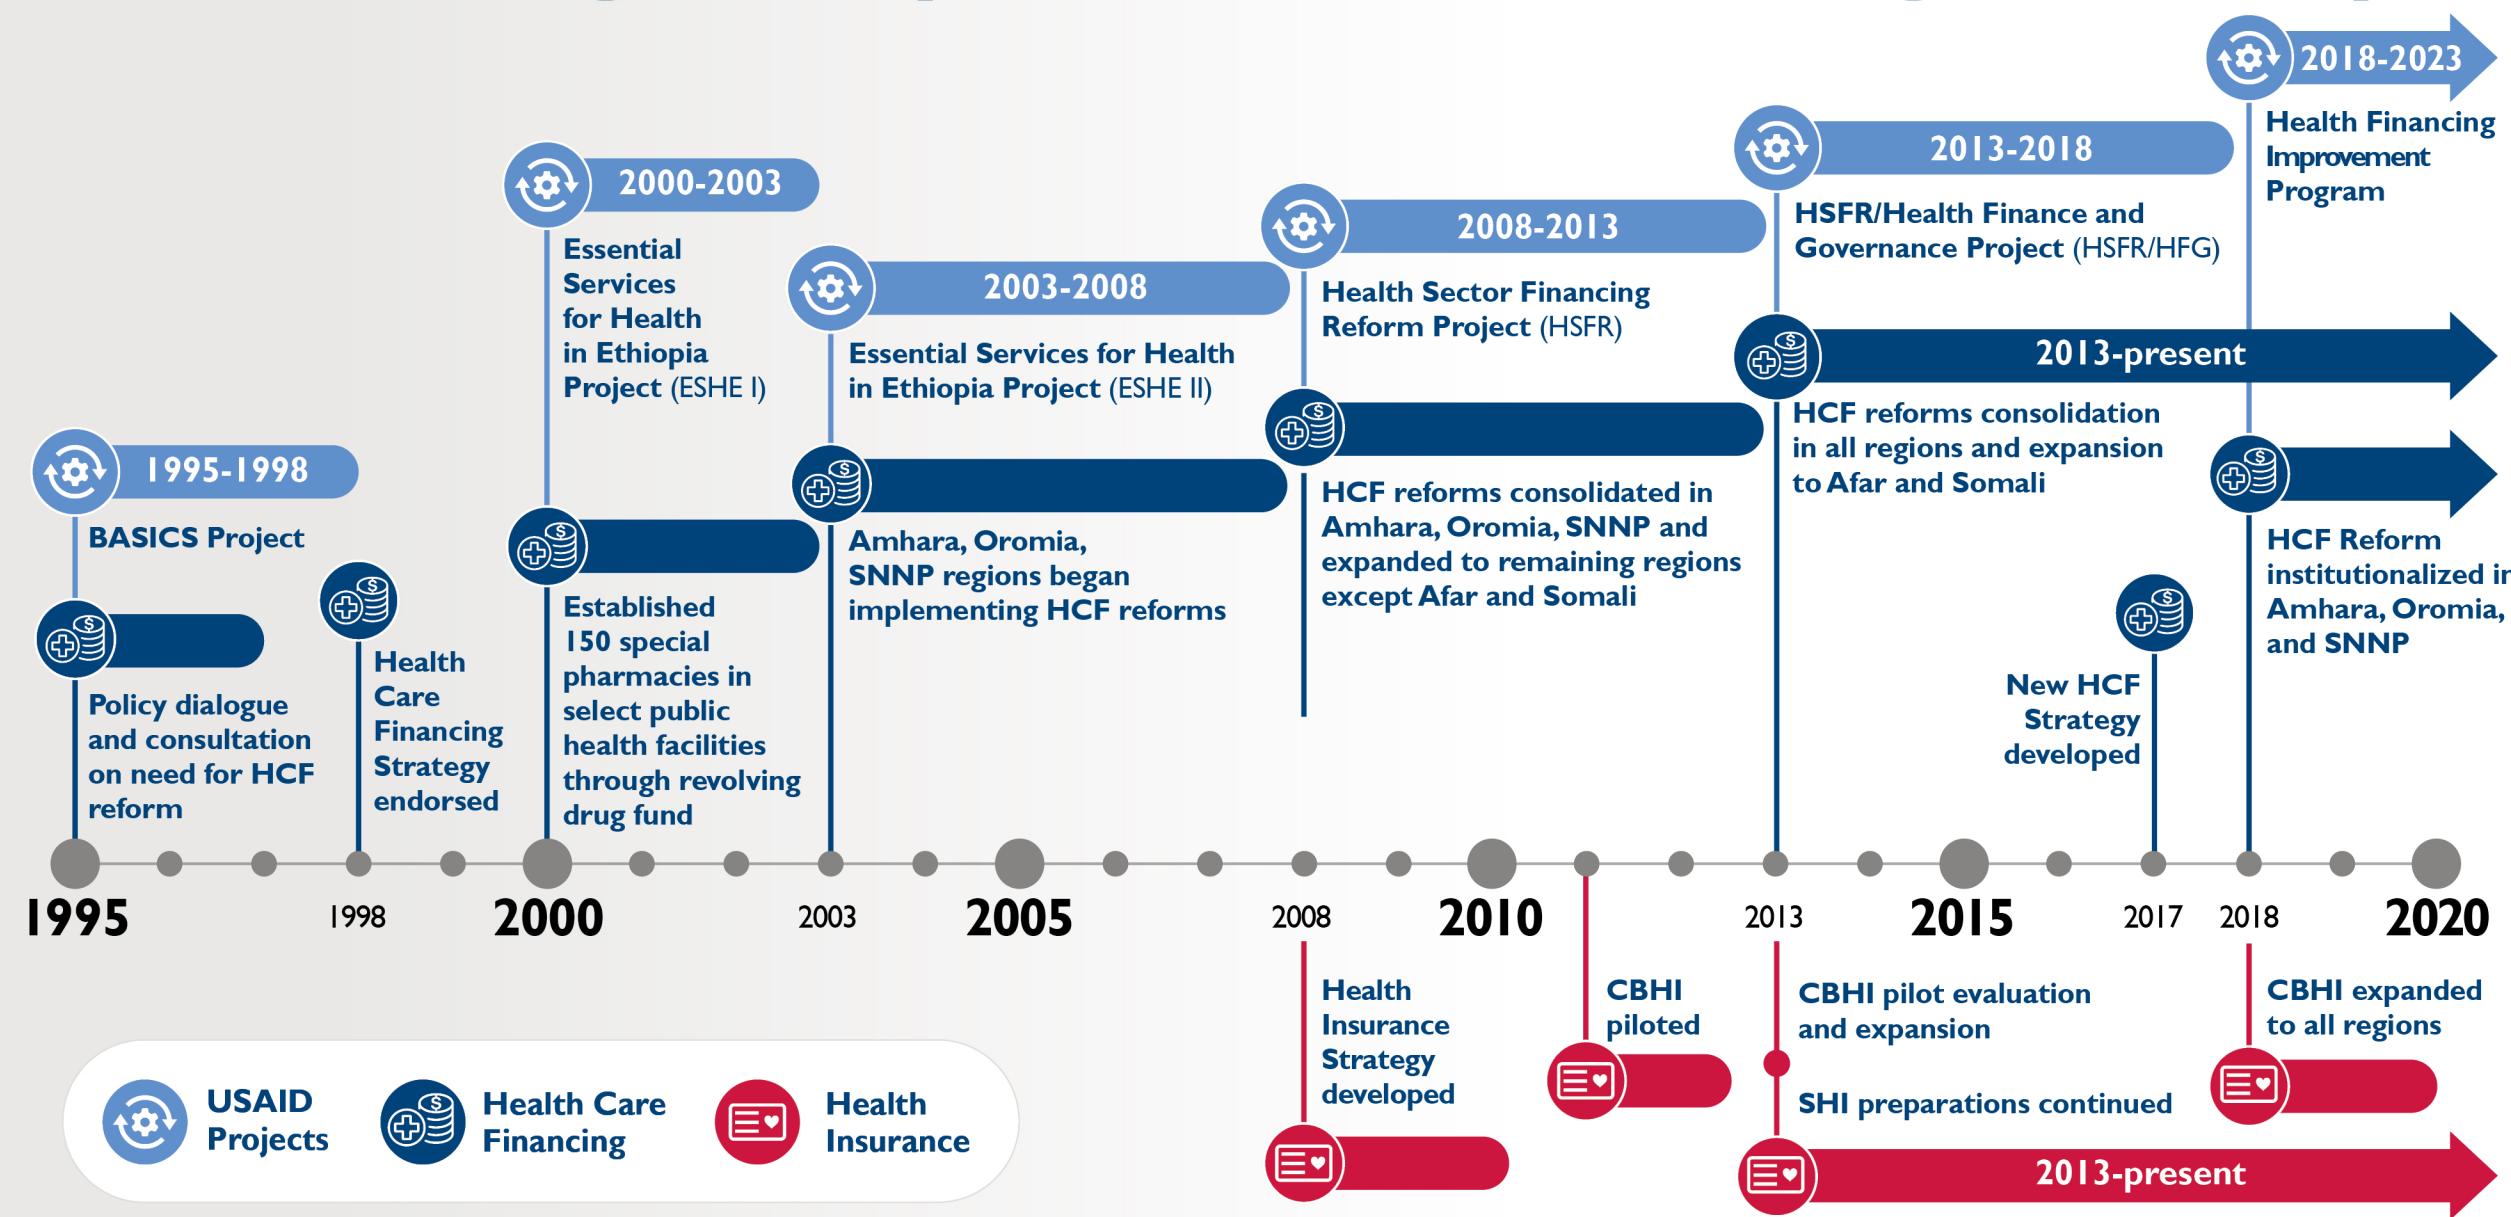 2018-2023
Health Financing
Improvement
Program
2013-2018
HSFR/Health Finance and
Governance Project (HSFR/HFG)
2000-2003
Essential
Services
for Health
in Ethiopia
Project (ESHE I)
2008-2013
Health Sector Financing
Reform Project (HSFR)
2003-2008
Essential Services for Health
in Ethiopia Project (ESHE II)
1995-1998
BASICS Project
2013-present
HCF reforms consolidation
in all regions and expansion
to Afar and Somali
HCF reforms consolidated in
Amhara, Oromia, SNNP and
expanded to remaining regions
except Afar and Somali
Amhara, Oromia,
SNNP regions began
implementing HCF reforms
HCF Reform
institutionalized in
Amhara, Oromia,
and SNNP
Established
150 special
pharmacies in
select public
health facilities
through revolving
drug fund
Health
Care
Financing
Strategy
endorsed
Policy dialogue
and consultation
on need for HCF
reform
New HCF
Strategy
developed
1995
1998
2000
2003
2005
2008
2010
2013
2015
2017
2018
2020
Health
Insurance
Strategy
developed
CBHI
piloted
CBHI pilot evaluation
and expansion
SHI preparations continued
2013-present
CBHI expanded
to all regions
USAID
Projects
Health Care
Financing
Health
Insurance